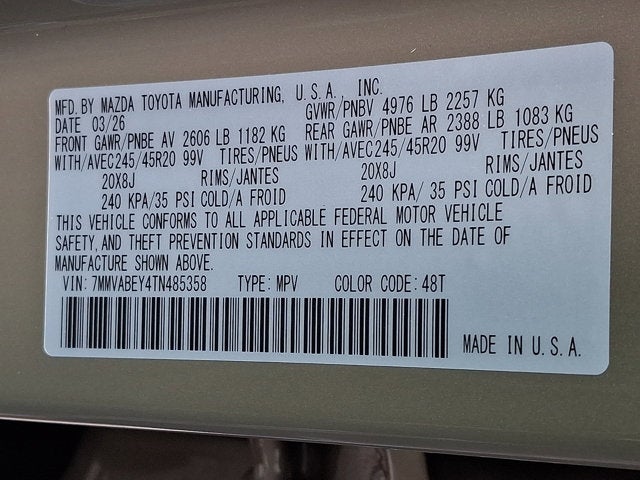 MFD. BY MAZDA TOYOTA MANUFACTURING, U.S.A., INC.
DATE 03/26 GVWR/PNBV 4976 LB 2257 KG
FRONT GAWR/PNBE AV 2606 LB 1182 KG REAR GAWR/PNBE AR 2388 LB 1083 KG
WITH/AVEC245/45R20 99V TIRES/PNEUS WITH/AVEC245/45R20 99V TIRES/PNEUS
20X8J RIMS/JANTES 20X8J RIMS/JANTES
240 KPA/35 PSI COLD/A FROID 240 KPA/ 35 PSI COLD/A FROID
THIS VEHICLE CONFORMS TO ALL APPLICABLE FEDERAL MOTOR VEHICLE
SAFETY, AND THEFT PREVENTION STANDARDS IN EFFECT ON THE DATE OF
MANUFACTURE SHOWN ABOVE.
VIN: 7MMVABEY4TN485358 TYPE: MPV COLOR CODE: 48T
MADE IN U.S.A.